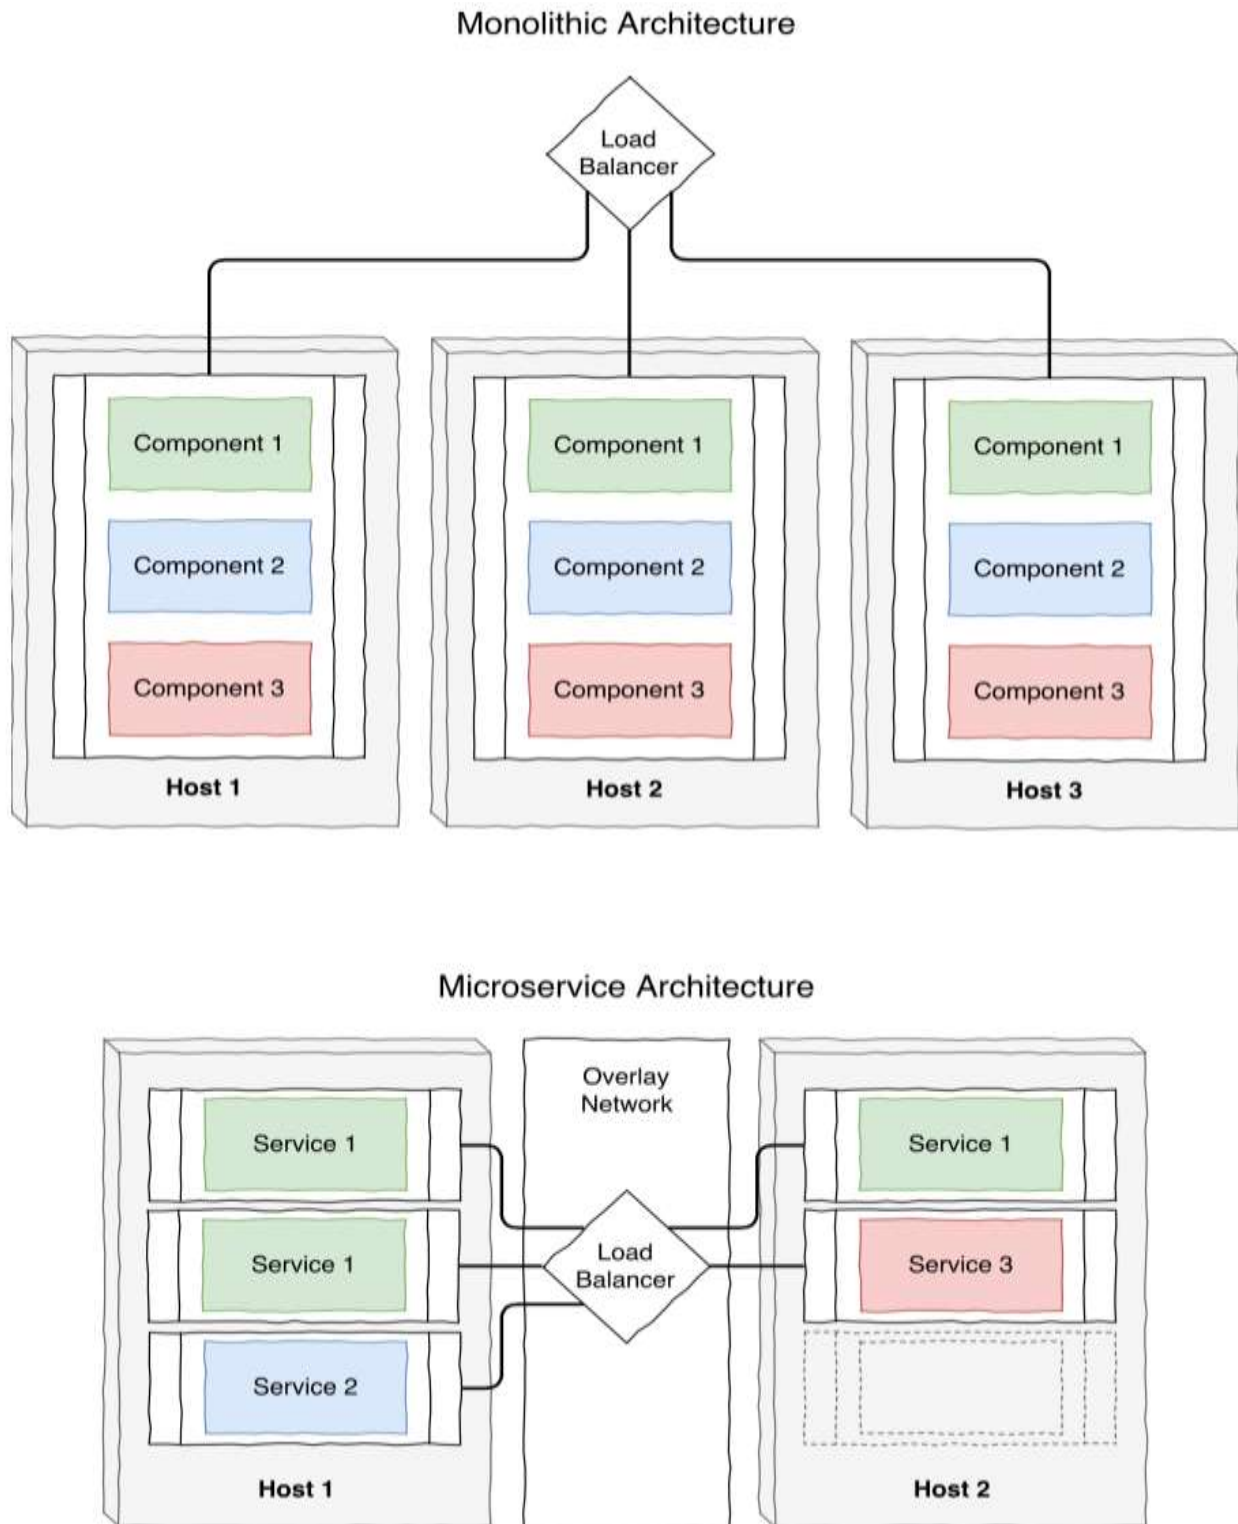 Monolithic Architecture
Load
Balancer
Component 1
Component 2
Component 3
Host 1
Component 1
Component 2
Component 3
Host 2
Component 1
Component 2
Component 3
Host 3
Microservice Architecture
Service 1
Service 1
Service 2
Host 1
Overlay
Network
Load
Balancer
Service 1
Service 3
Host 2